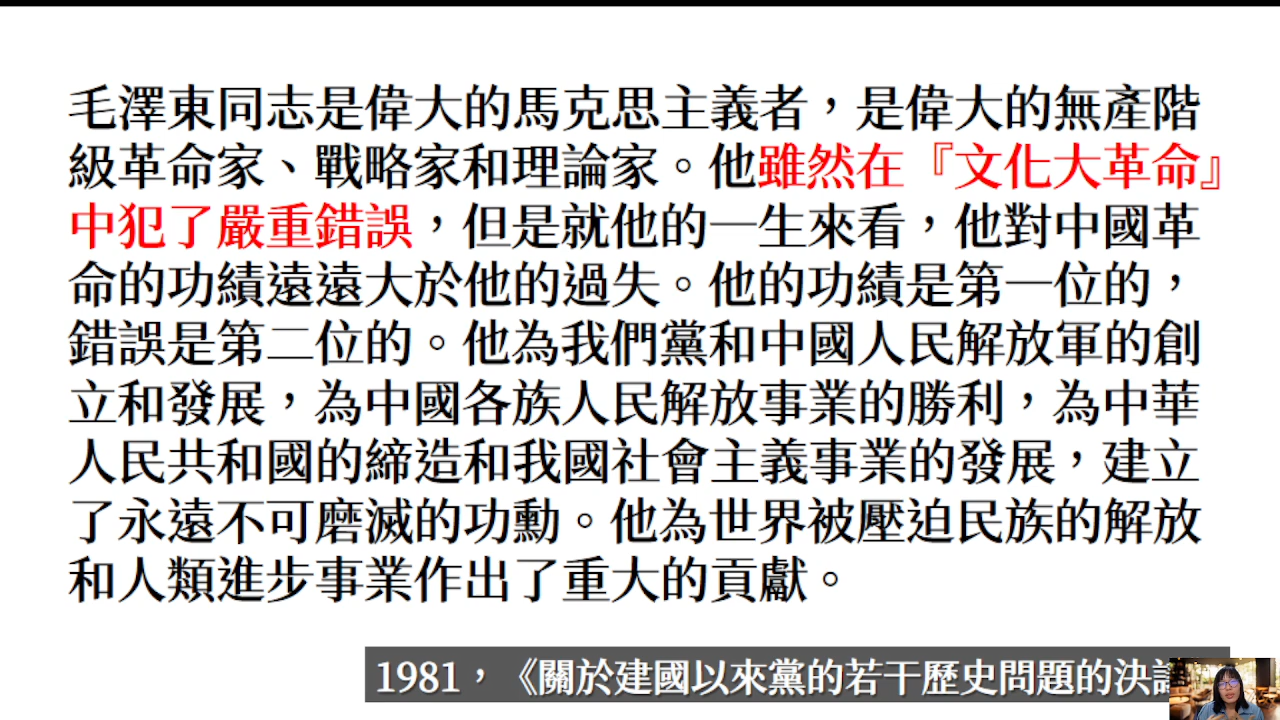 毛澤東同志是偉大的馬克思主義者，是偉大的無產階
級革命家、戰略家和理論家。他雖然在『文化大革命』
中犯了嚴重錯誤，但是就他的一生來看，他對中國革
命的功績遠遠大於他的過失。他的功績是第一位的，
錯誤是第二位的。他為我們黨和中國人民解放軍的創
立和發展，為中國各族人民解放事業的勝利，為中華
人民共和國的締造和我國社會主義事業的發展，建立
了永遠不可磨滅的功勳。他為世界被壓迫民族的解放
和人類進步事業作出了重大的貢獻。
1981，《關於建國以來黨的若干歷史問題的決